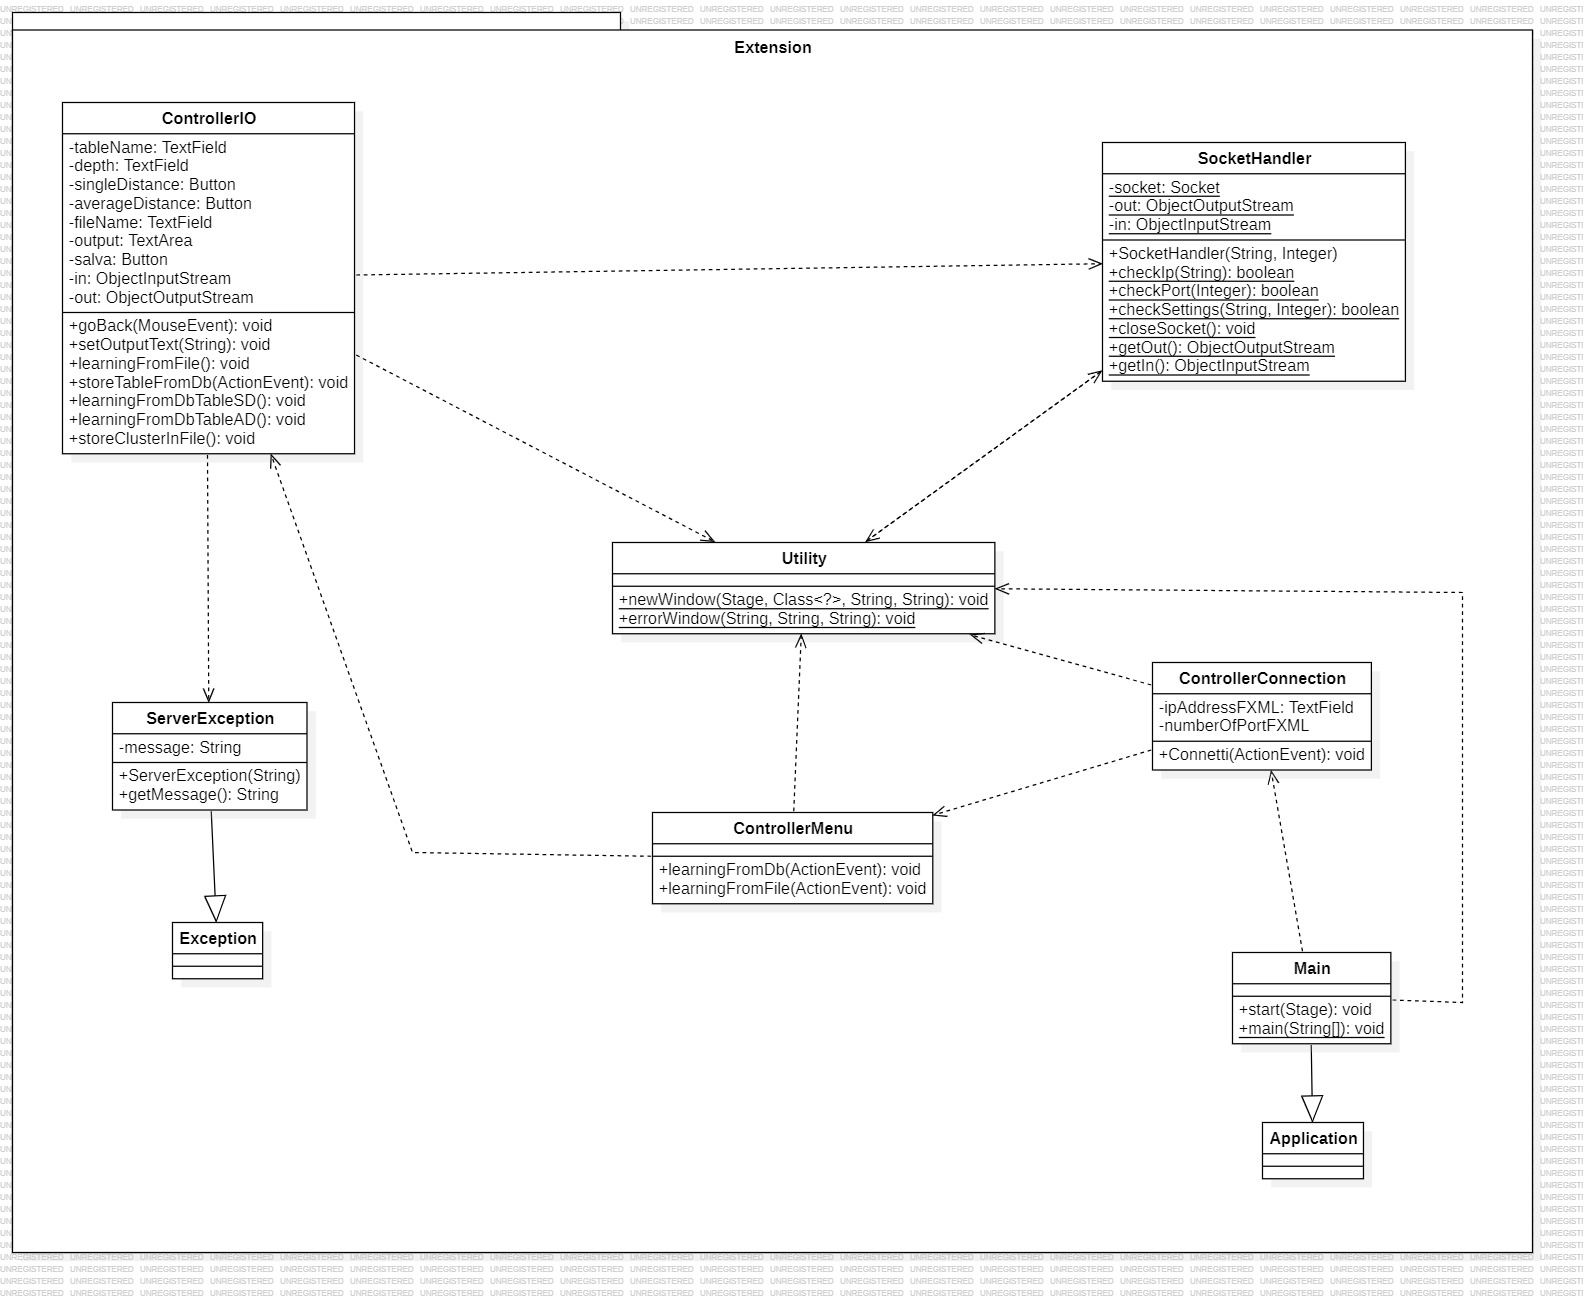 Extension
ControllerIO
-tableName: TextField
-depth: TextField
-singleDistance: Button
-averageDistance: Button
-fileName: TextField
-output: TextArea
-salva: Button
-in: ObjectInputStream
-out: ObjectOutputStream
+goBack(MouseEvent): void
+setOutputText(String): void
+learningFromFile(): void
+storeTableFromDb(ActionEvent): void
+learningFromDbTableSD(): void
+learningFromDbTableAD(): void
+storeClusterInFile(): void
SocketHandler
-socket: Socket
-out: ObjectOutputStream
-in: ObjectInputStream
+SocketHandler(String, Integer)
+checkIp(String): boolean
+checkPort(Integer): boolean
+checkSettings(String, Integer): boolean
+closeSocket(): void
+getOut(): ObjectOutputStream
+getIn(): ObjectInputStream
Utility
+newWindow(Stage, Class<?>, String, String): void
+errorWindow(String, String, String): void
ControllerConnection
-ipAddressFXML: TextField
-numberOfPortFXML
+Connetti(ActionEvent): void
ServerException
-message: String
+ServerException(String)
+getMessage(): String
ControllerMenu
+learningFromDb(ActionEvent): void
+learningFromFile(ActionEvent): void
Exception
Main
+start(Stage): void
+main(String[]): void
Application